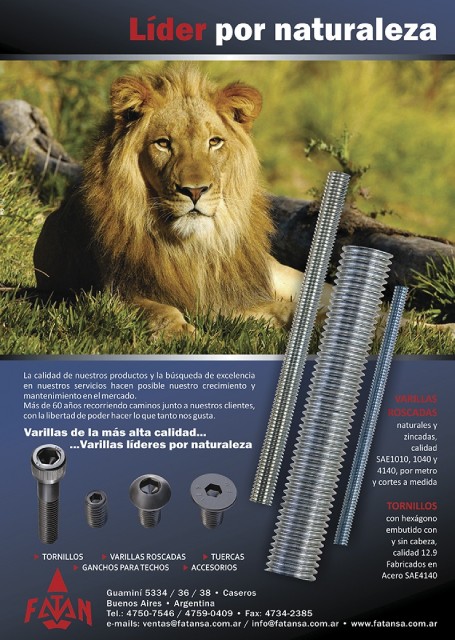 Líder por naturaleza
La calidad de nuestros productos y la búsqueda de excelencia
en nuestros servicios hacen posible nuestro crecimiento y
mantenimiento en el mercado.
Más de 60 años recorriendo caminos junto a nuestros clientes,
con la libertad de poder hacer lo que tanto nos gusta.
Varillas de la más alta calidad...
...Varillas líderes por naturaleza
VARILLAS
ROSCADAS
naturales y
zincadas,
calidad
SAE1010, 1040 y
4140, por metro
y cortes a medida
TORNILLOS
con hexágono
embutido con
y sin cabeza,
calidad 12.9
Fabricados en
Acero SAE4140
TORNILLOS VARILLAS ROSCADAS TUERCAS
GANCHOS PARA TECHOS ACCESORIOS
FATAN
Guaminí 5334 / 36 / 38 • Caseros
Buenos Aires • Argentina
Tel.: 4750-7546 / 4759-0409 • Fax: 4734-2385
e-mails: ventas@fatansa.com.ar / info@fatansa.com.ar • www.fatansa.com.ar